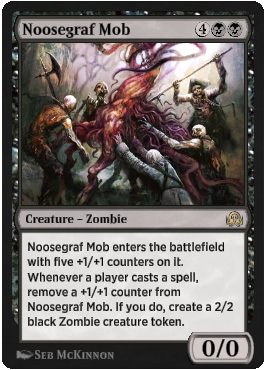 Noosegraf Mob 4
Creature – Zombie
Noosegraf Mob enters the battlefield
with five +1/+1 counters on it.
Whenever a player casts a spell,
remove a +1/+1 counter from
Noosegraf Mob. If you do, create a 2/2
black Zombie creature token.
Seb McKinnon
0/0